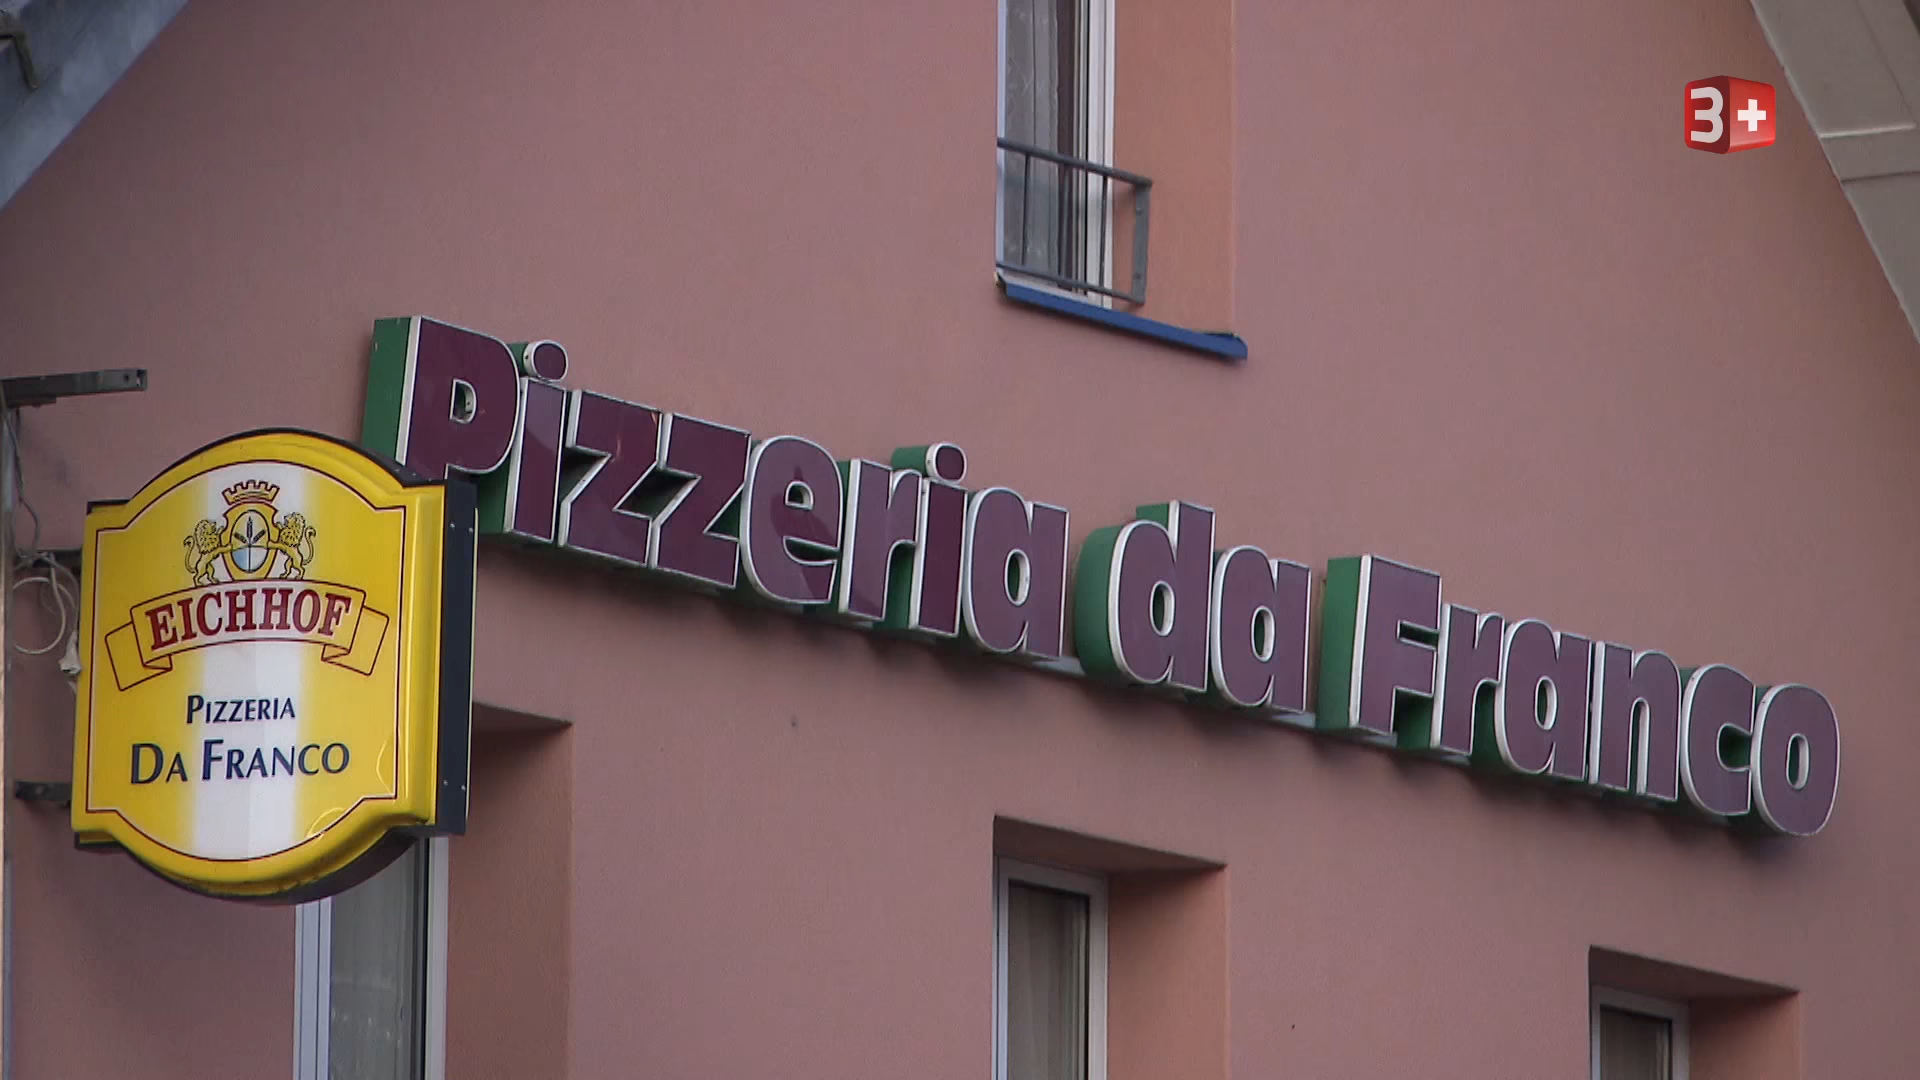 3+
Pizzeria da Franco
EICHHOF
PIZZERIA
DA FRANCO